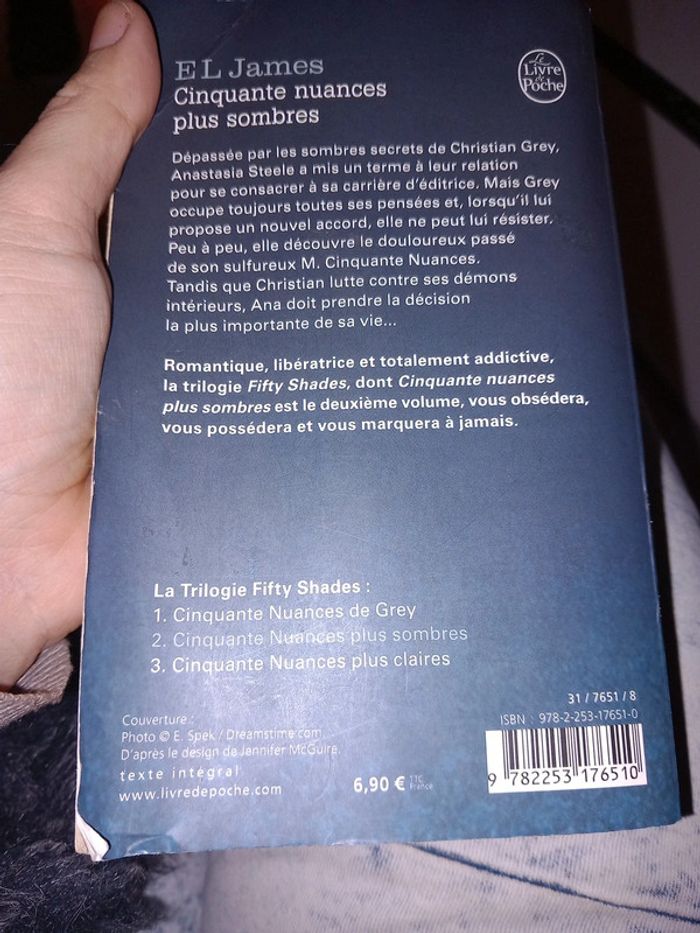 E L James
Cinquante nuances
plus sombres
Le
Livre
de
Poche
Dépassée par les sombres secrets de Christian Grey,
Anastasia Steele a mis un terme à leur relation
pour se consacrer à sa carrière d'éditrice. Mais Grey
occupe toujours toutes ses pensées et, lorsqu'il lui
propose un nouvel accord, elle ne peut lui résister.
Peu à peu, elle découvre le douloureux passé
de son sulfureux M. Cinquante Nuances.
Tandis que Christian lutte contre ses démons
intérieurs, Ana doit prendre la décision
la plus importante de sa vie...
Romantique, libératrice et totalement addictive,
la trilogie Fifty Shades, dont Cinquante nuances
plus sombres est le deuxième volume, vous obsédera,
vous possédera et vous marquera à jamais.
La Trilogie Fifty Shades :
1. Cinquante Nuances de Grey
2. Cinquante Nuances plus sombres
3. Cinquante Nuances plus claires
Couverture :
Photo © E. Spek / Dreamstime.com.
D'après le design de Jennifer McGuire.
texte intégral
www.livredepoche.com
6,90 € TTC
France
31 / 7651 / 8
ISBN : 978-2-253-17651-0
9 782253 176510